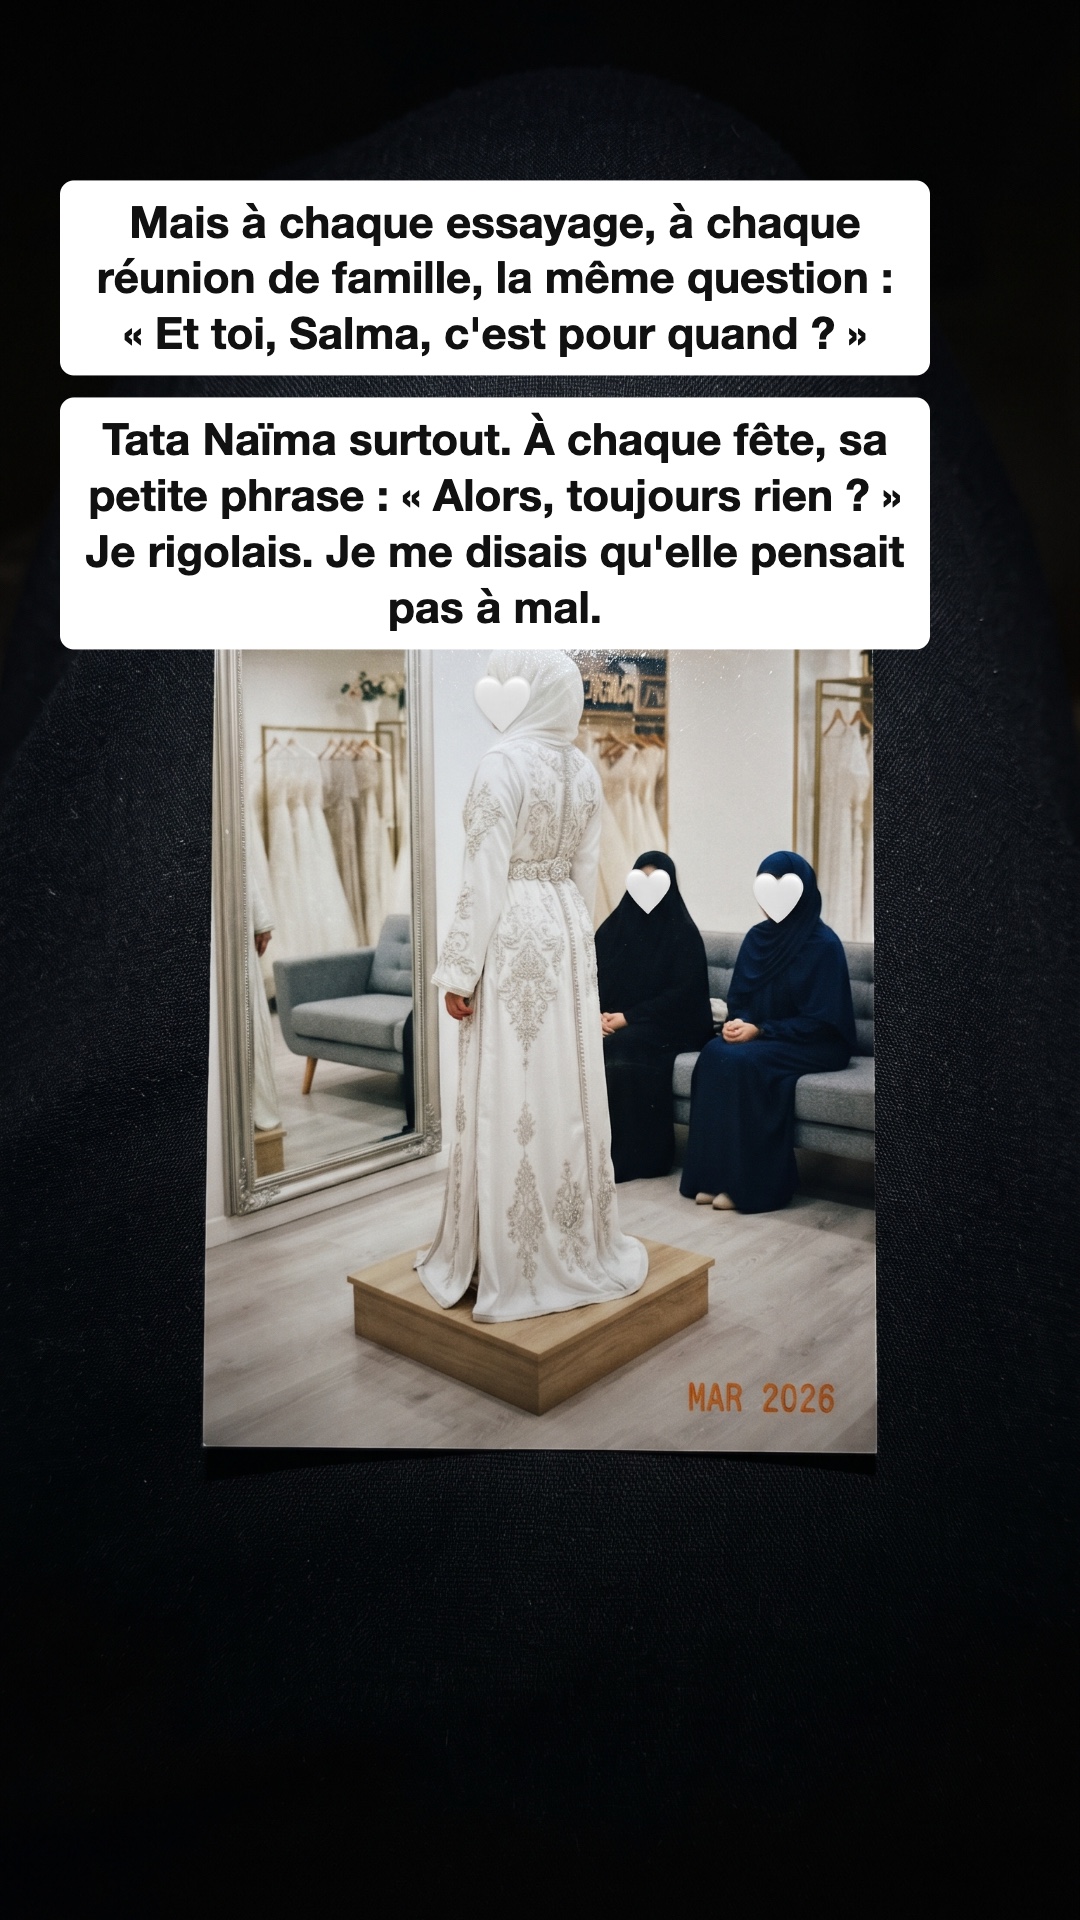 Mais à chaque essayage, à chaque
réunion de famille, la même question :
« Et toi, Salma, c'est pour quand ? »
Tata Naïma surtout. À chaque fête, sa
petite phrase : « Alors, toujours rien ? »
Je rigolais. Je me disais qu'elle pensait
pas à mal.
MAR 2026